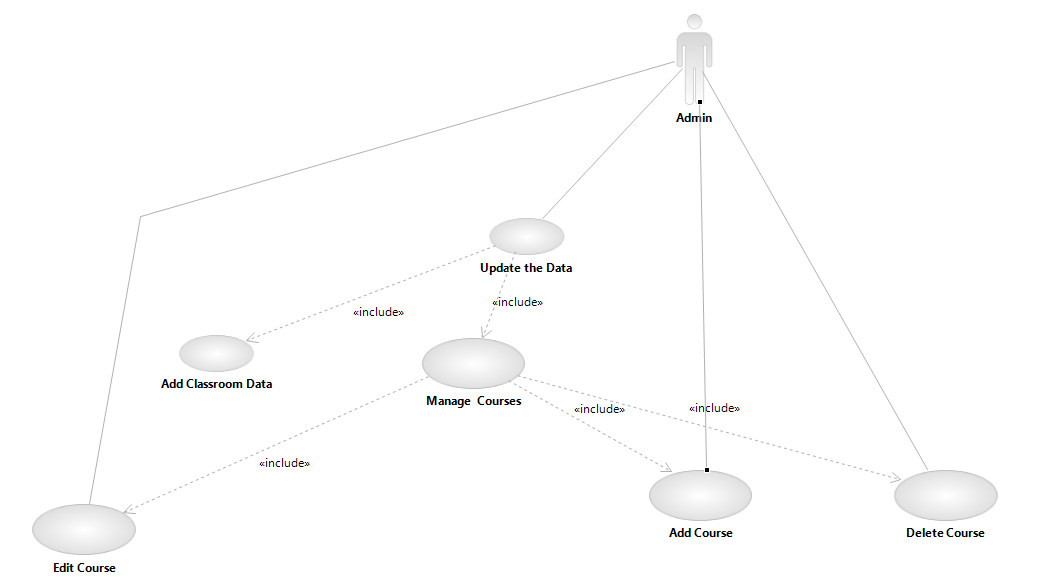 Admin
Update the Data
«include»
«include»
Add Classroom Data
Manage Courses
«include»
«include»
«include»
Add Course
Delete Course
Edit Course